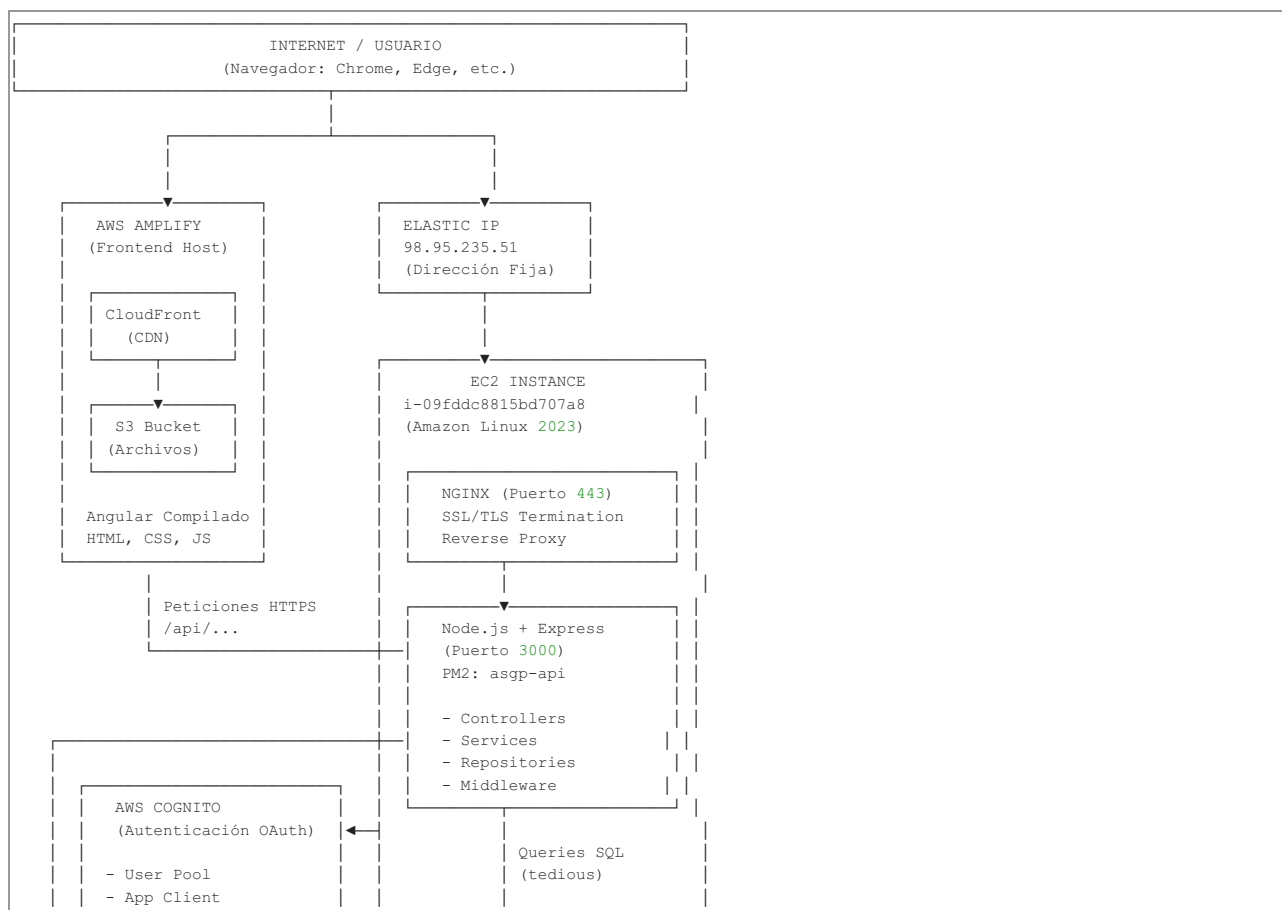 INTERNET / USUARIO
(Navegador: Chrome, Edge, etc.)
AWS AMPLIFY
(Frontend Host)
CloudFront
(CDN)
S3 Bucket
(Archivos)
Angular Compilado
HTML, CSS, JS
ELASTIC IP
98.95.235.51
(Dirección Fija)
EC2 INSTANCE
i-09fddc8815bd707a8
(Amazon Linux 2023)
NGINX (Puerto 443)
SSL/TLS Termination
Reverse Proxy
Peticiones HTTPS
/api/...
Node.js + Express
(Puerto 3000)
PM2: asgp-api
- Controllers
- Services
- Repositories
- Middleware
AWS COGNITO
(Autenticación OAuth)
- User Pool
- App Client
Queries SQL
(tedious)